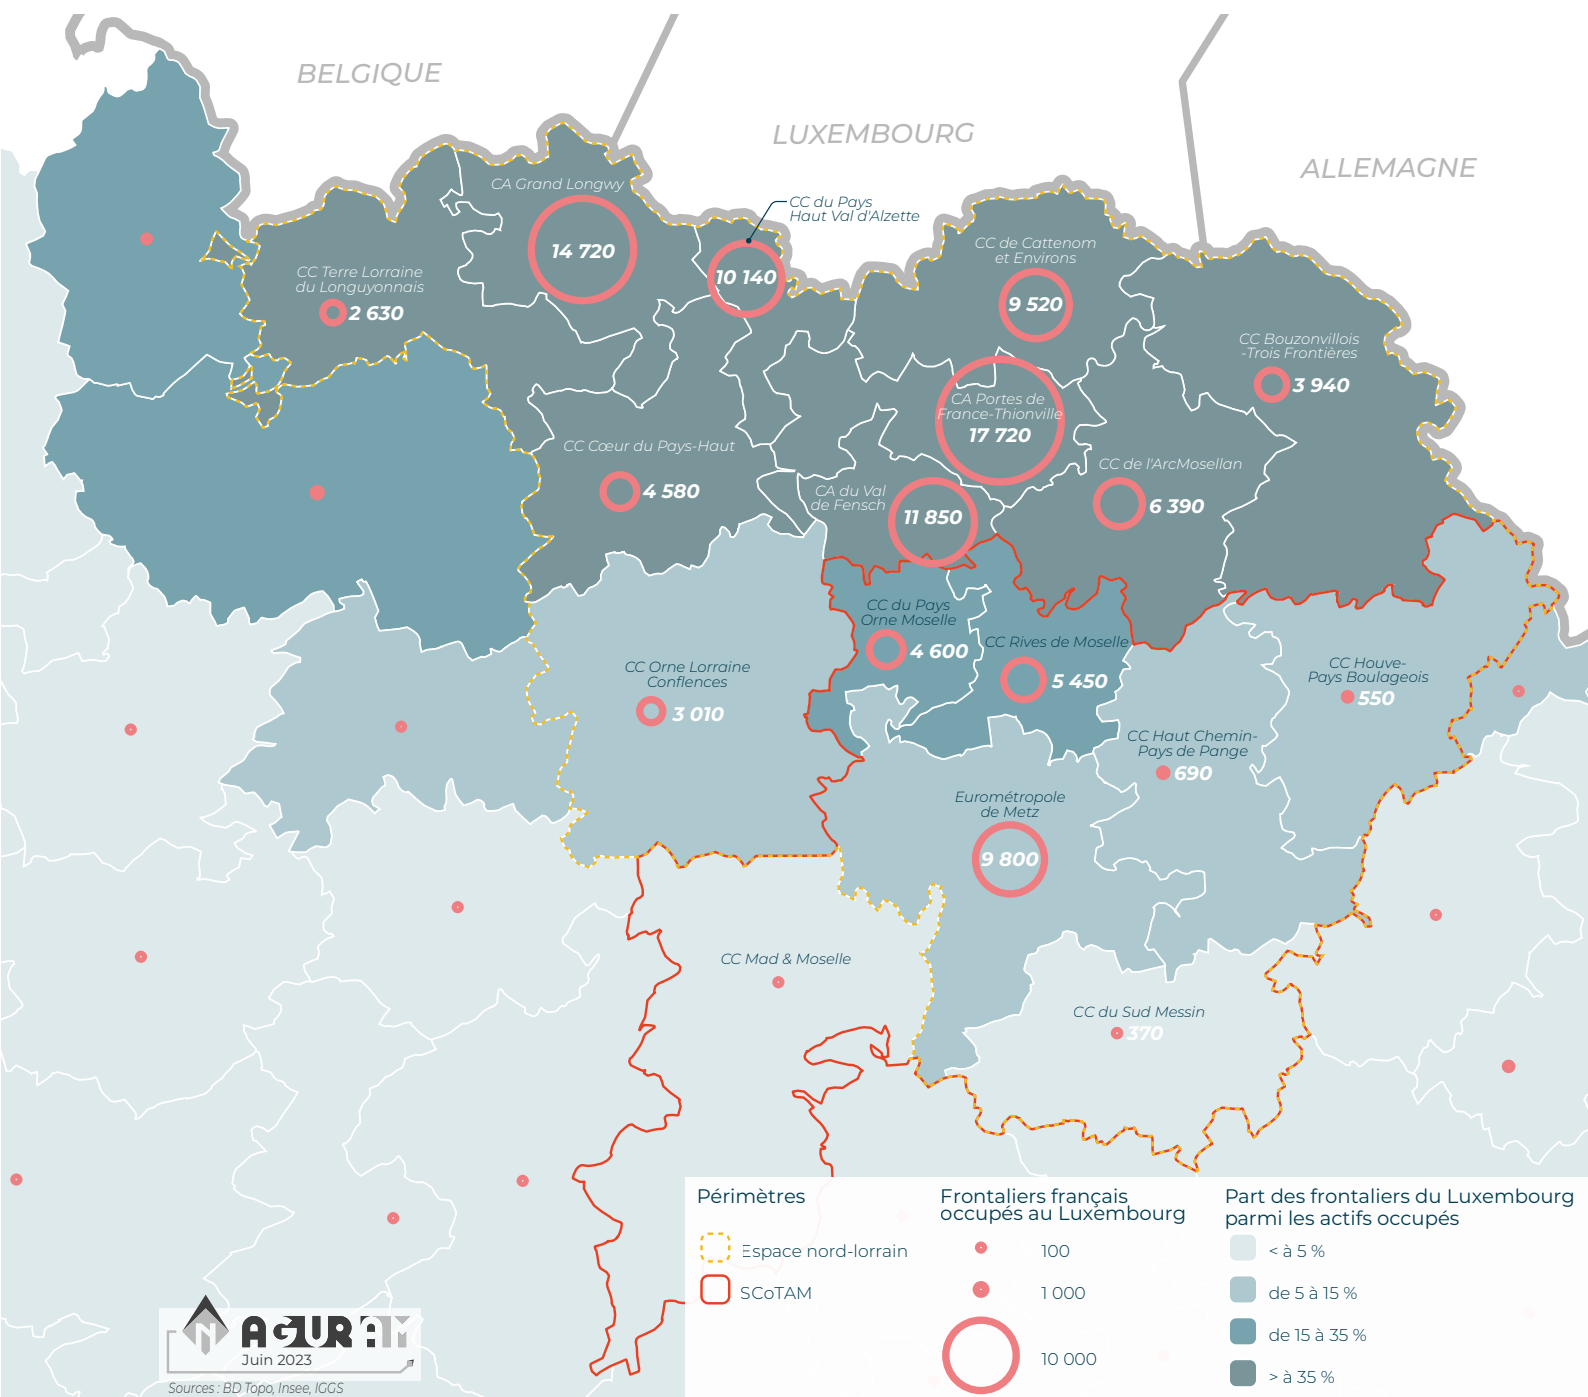 BELGIQUE
LUXEMBOURG
ALLEMAGNE
CA Grand Longwy
14 720
CC du Pays
Haut Val d'Alzette
10 140
CC de Cattenom
et Environs
9 520
CC Terre Lorraine
du Longuyonnais
2 630
CC Bouzonvillois
-Trois Frontières
3 940
CA Portes de
France-Thionville
17 720
CC Cœur du Pays-Haut
4 580
CC de l'ArcMosellan
6 390
CA du Val
de Fensch
11 850
CC du Pays
Orne Moselle
4 600
CC Rives de Moselle
5 450
CC Orne Lorraine
Conflences
3 010
CC Houve-
Pays Boulageois
550
CC Haut Chemin-
Pays de Pange
690
Eurométropole
de Metz
9 800
CC Mad & Moselle
CC du Sud Messin
370
Périmètres
Espace nord-lorrain
SCoTAM
Frontaliers français
occupés au Luxembourg
100
1 000
10 000
Part des frontaliers du Luxembourg
parmi les actifs occupés
< à 5 %
de 5 à 15 %
de 15 à 35 %
> à 35 %
N
AGURAM
Juin 2023
Sources : BD Topo, Insee, IGGS